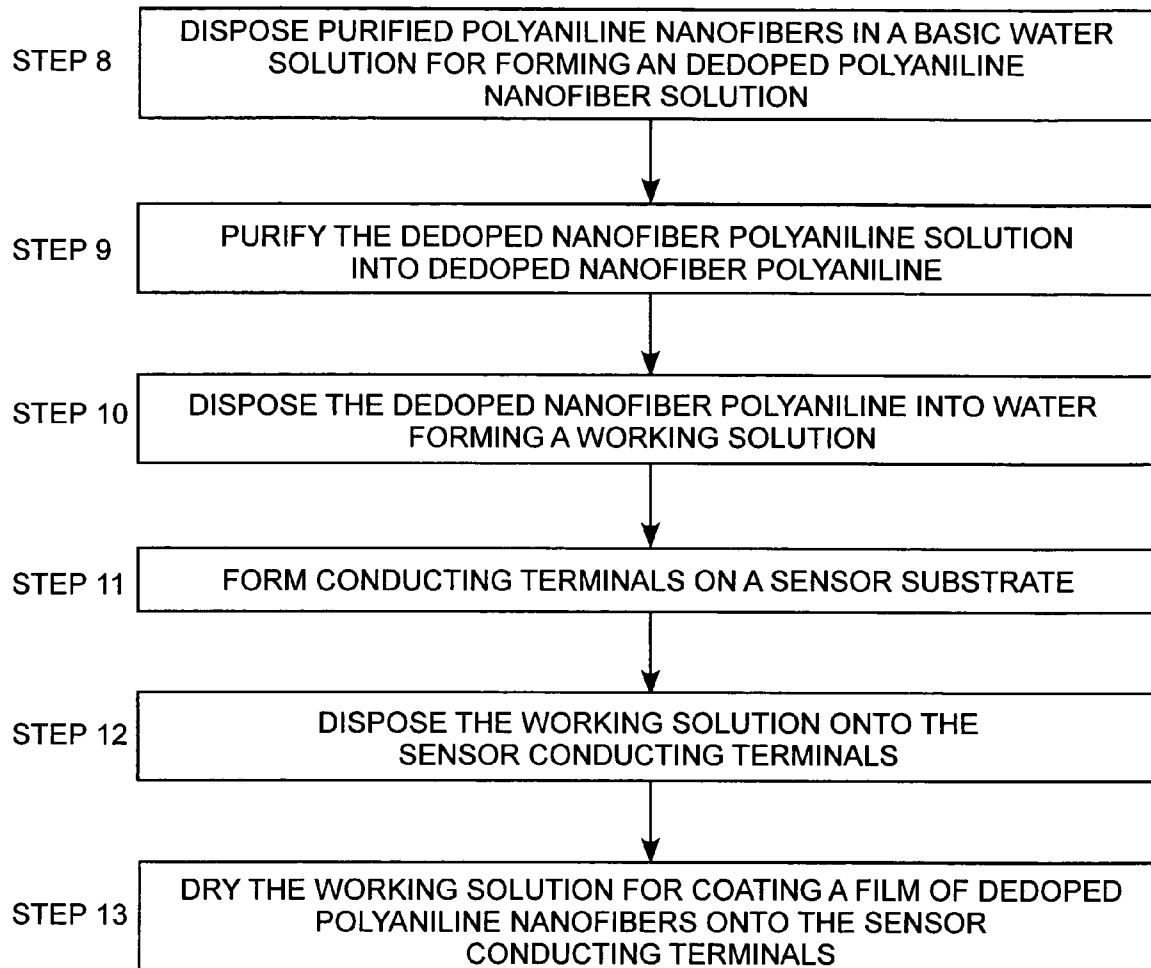 STEP 8
DISPOSE PURIFIED POLYANILINE NANOFIBERS IN A BASIC WATER
SOLUTION FOR FORMING AN DEDOPED POLYANILINE
NANOFIBER SOLUTION
STEP 9
PURIFY THE DEDOPED NANOFIBER POLYANILINE SOLUTION
INTO DEDOPED NANOFIBER POLYANILINE
STEP 10
DISPOSE THE DEDOPED NANOFIBER POLYANILINE INTO WATER
FORMING A WORKING SOLUTION
STEP 11
FORM CONDUCTING TERMINALS ON A SENSOR SUBSTRATE
STEP 12
DISPOSE THE WORKING SOLUTION ONTO THE
SENSOR CONDUCTING TERMINALS
STEP 13
DRY THE WORKING SOLUTION FOR COATING A FILM OF DEDOPED
POLYANILINE NANOFIBERS ONTO THE SENSOR
CONDUCTING TERMINALS